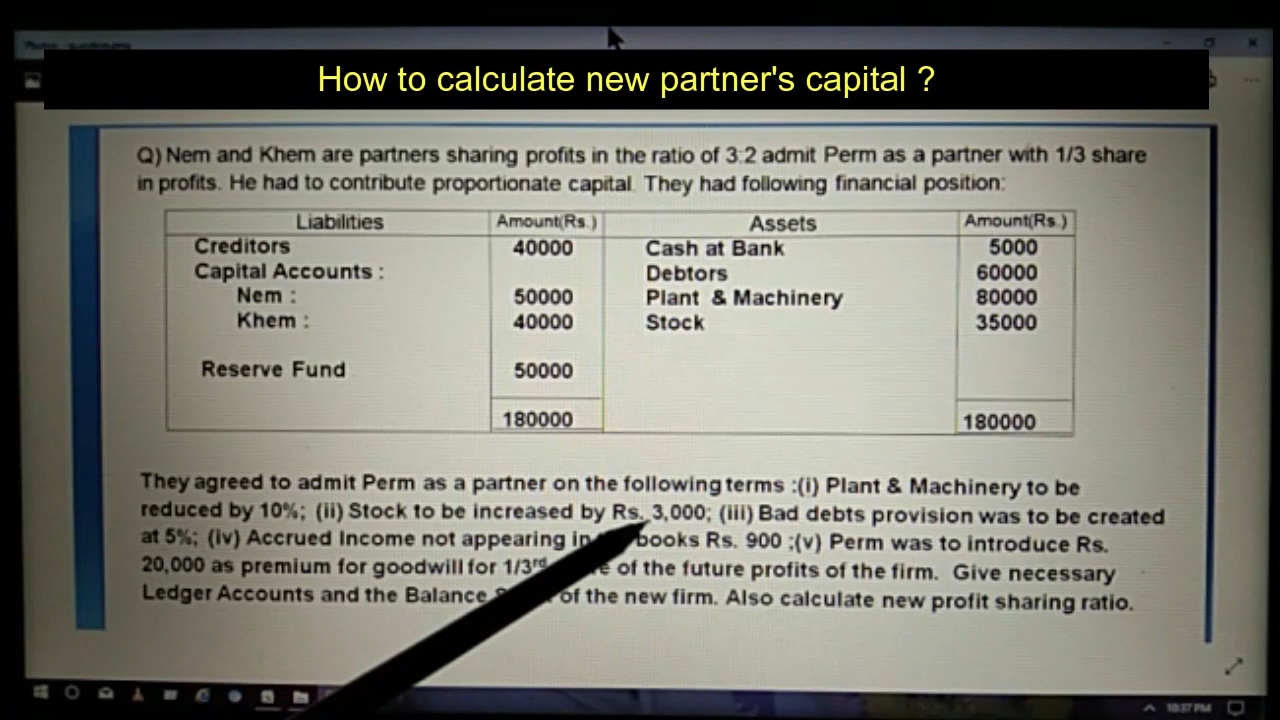 How to calculate new partner's capital ?
Q) Nem and Khem are partners sharing profits in the ratio of 3:2 admit Perm as a partner with 1/3 share
in profits. He had to contribute proportionate capital. They had following financial position:
Liabilities Amount(Rs.) Assets Amount(Rs.)
Creditors 40000 Cash at Bank 5000
Capital Accounts : Debtors 60000
Nem : 50000 Plant & Machinery 80000
Khem : 40000 Stock 35000
Reserve Fund 50000
180000 180000
They agreed to admit Perm as a partner on the following terms :(i) Plant & Machinery to be
reduced by 10%; (ii) Stock to be increased by Rs. 3,000; (iii) Bad debts provision was to be created
at 5%; (iv) Accrued Income not appearing in books Rs. 900 ;(v) Perm was to introduce Rs.
20,000 as premium for goodwill for 1/3rd of the future profits of the firm. Give necessary
Ledger Accounts and the Balance of the new firm. Also calculate new profit sharing ratio.
10:37 PM